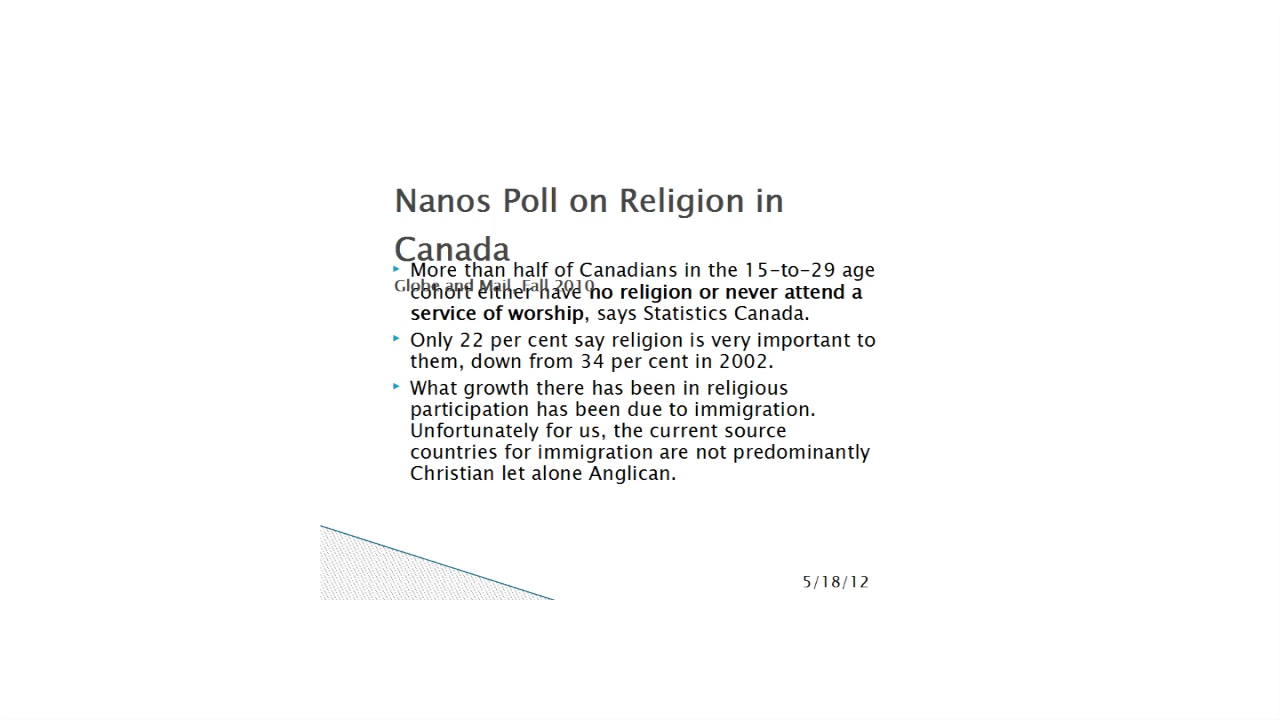 Nanos Poll on Religion in
Canada
Globe and Mail, Fall 2010
‣ More than half of Canadians in the 15-to-29 age
cohort either have no religion or never attend a
service of worship, says Statistics Canada.
‣ Only 22 per cent say religion is very important to
them, down from 34 per cent in 2002.
‣ What growth there has been in religious
participation has been due to immigration.
Unfortunately for us, the current source
countries for immigration are not predominantly
Christian let alone Anglican.
5/18/12